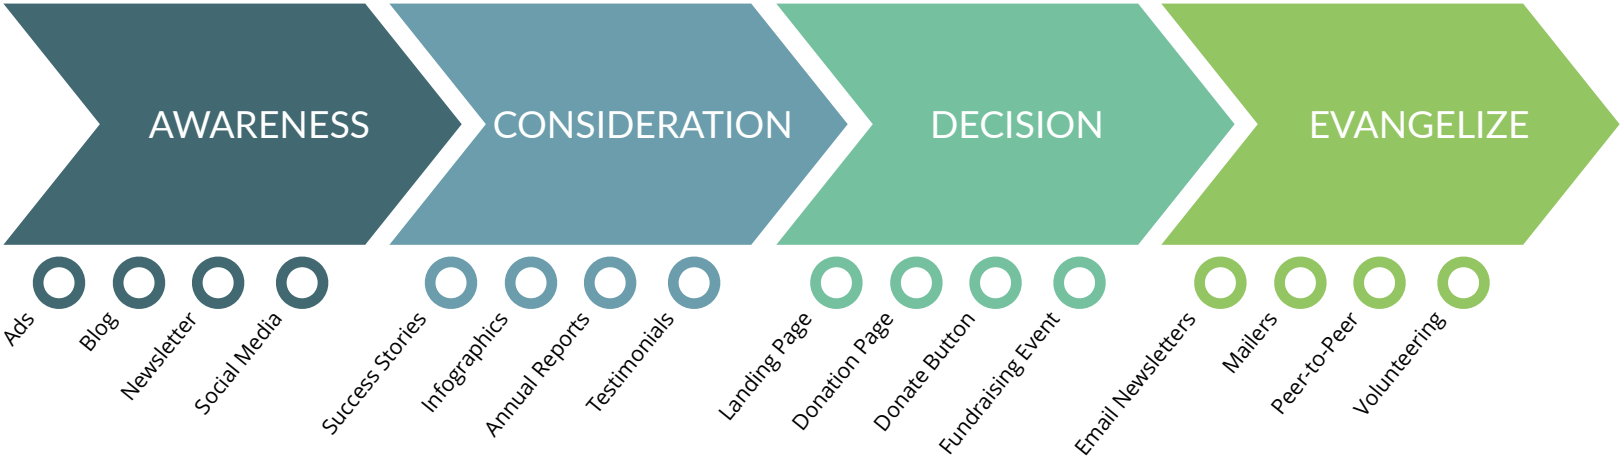 AWARENESS
CONSIDERATION
DECISION
EVANGELIZE
Ads
Blog
Newsletter
Social Media
Success Stories
Infographics
Annual Reports
Testimonials
Landing Page
Donation Page
Donate Button
Fundraising Event
Email Newsletters
Mailers
Peer-to-Peer
Volunteering